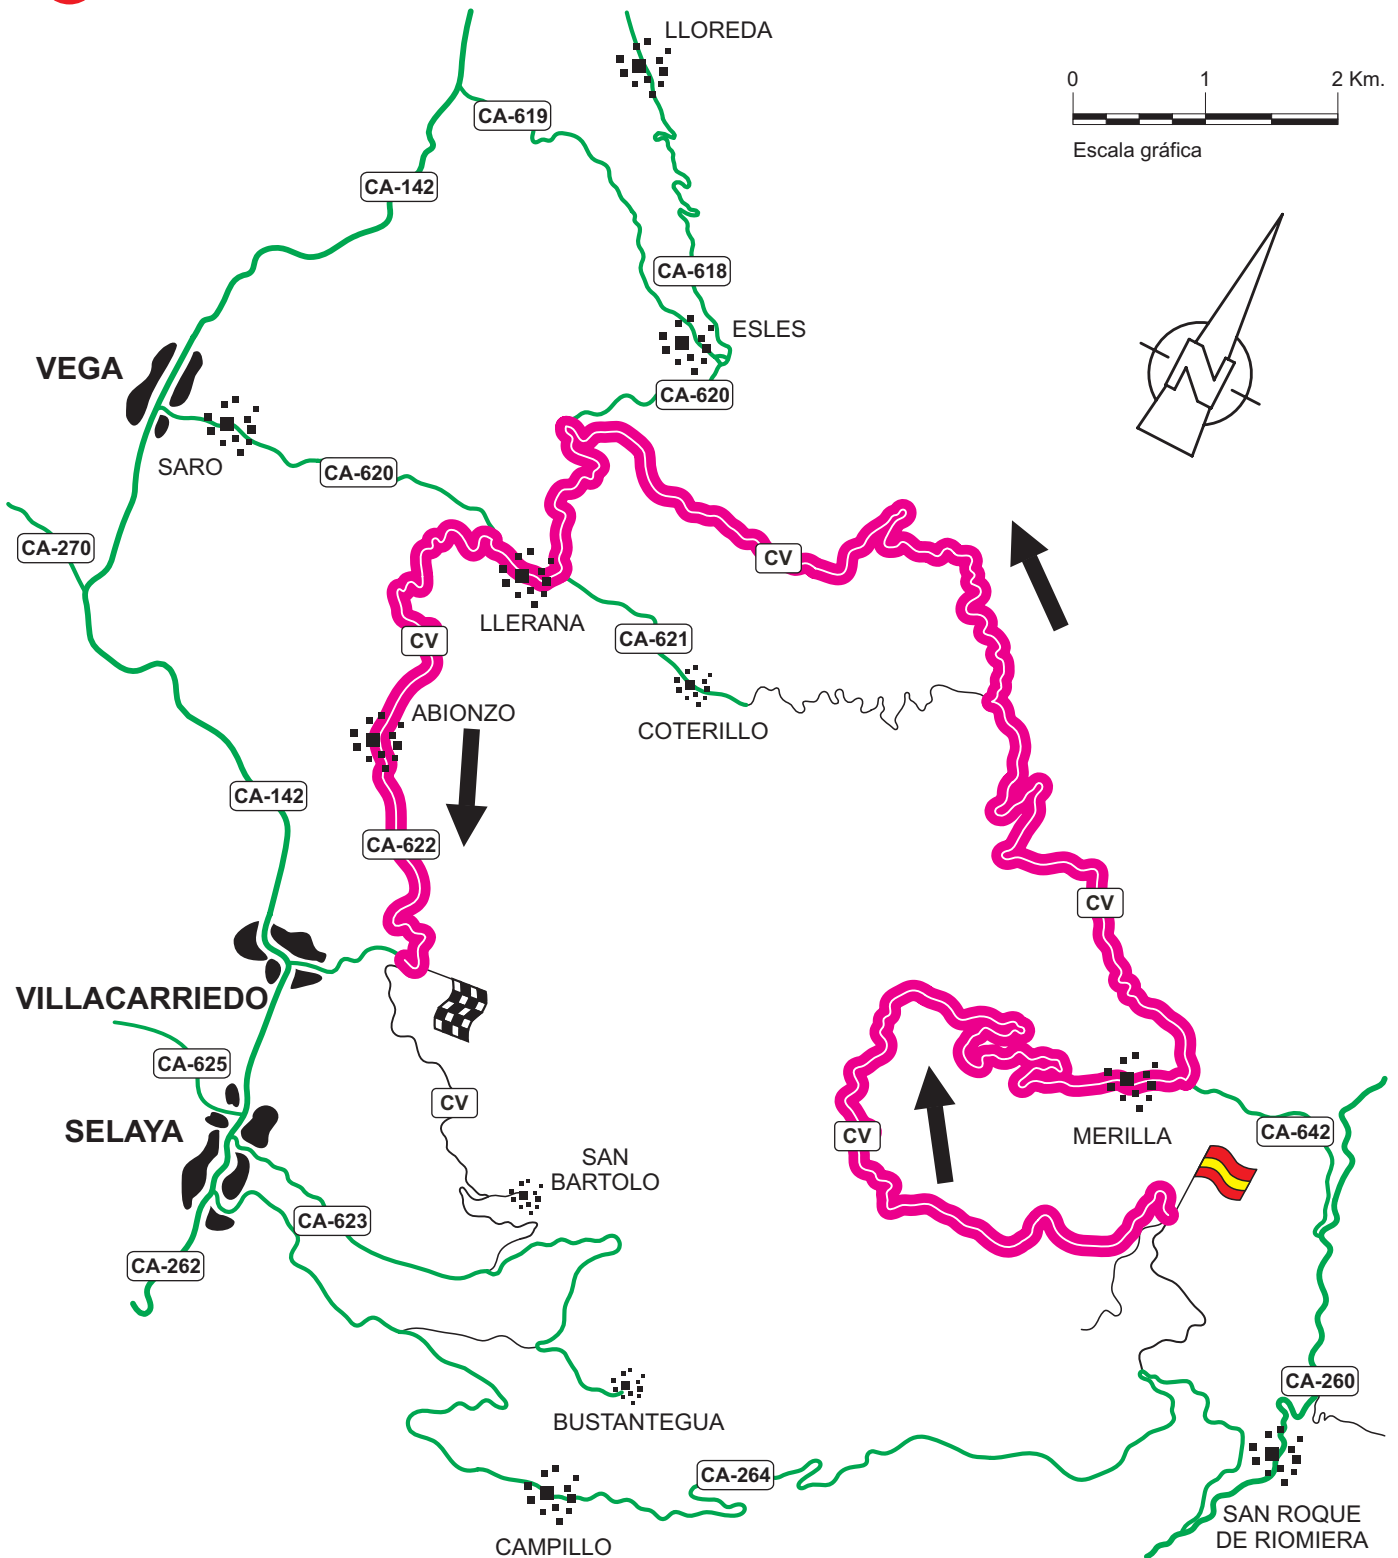 LLOREDA
0 1 2 Km.
Escala gráfica
CA-619
CA-142
CA-618
ESLES
VEGA
CA-620
SARO
CA-620
CA-270
CV
N
LLERANA
CA-621
CV
ABIONZO
COTERILLO
CA-142
CA-622
CV
VILLACARRIEDO
CA-625
CV
SELAYA
CV
MERILLA
CA-642
SAN
BARTOLO
CA-623
CA-262
CA-260
BUSTANTEGUA
CA-264
CAMPILLO
SAN ROQUE
DE RIOMIERA